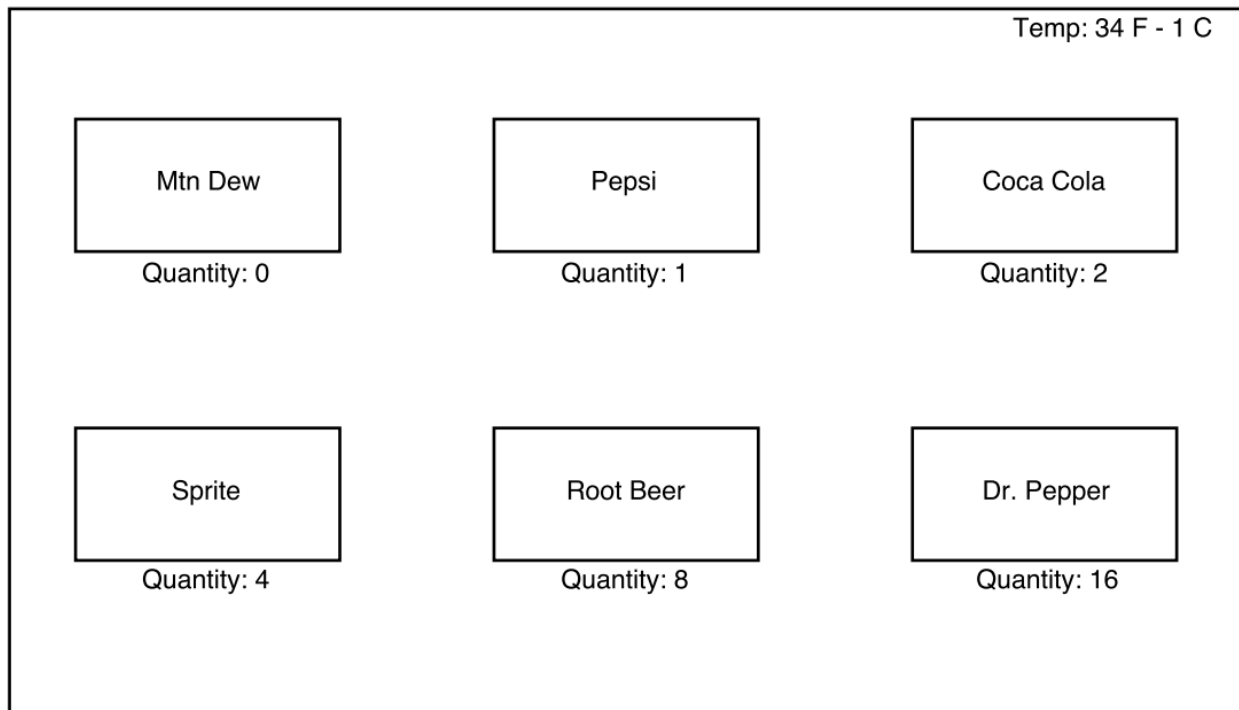 Temp: 34 F - 1 C
Mtn Dew
Pepsi
Coca Cola
Quantity: 0
Quantity: 1
Quantity: 2
Sprite
Root Beer
Dr. Pepper
Quantity: 4
Quantity: 8
Quantity: 16